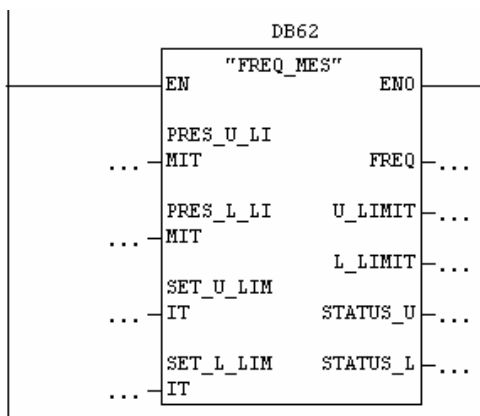 DB62
"FREQ_MES"
EN ENO
PRES_U_LI
... MIT FREQ ...
PRES_L_LI U_LIMIT ...
... MIT
L_LIMIT ...
SET_U_LIM
... IT STATUS_U ...
SET_L_LIM STATUS_L ...
... IT